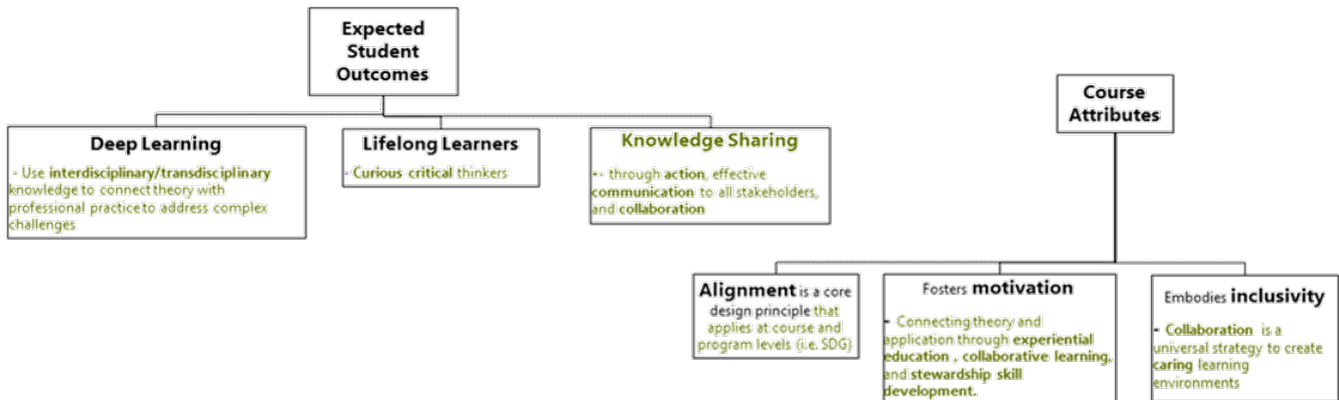 Expected
Student
Outcomes
Deep Learning
- Use interdisciplinary/transdisciplinary
knowledge to connect theory with
professional practice to address complex
challenges
Lifelong Learners
- Curious critical thinkers
Knowledge Sharing
-- through action, effective
communication to all stakeholders,
and collaboration
Course
Attributes
Alignment is a core
design principle that
applies at course and
program levels (i.e. SDG)
Fosters motivation
- Connecting theory and
application through experiential
education , collaborative learning,
and stewardship skill
development.
Embodies inclusivity
- Collaboration is a
universal strategy to create
caring learning
environments